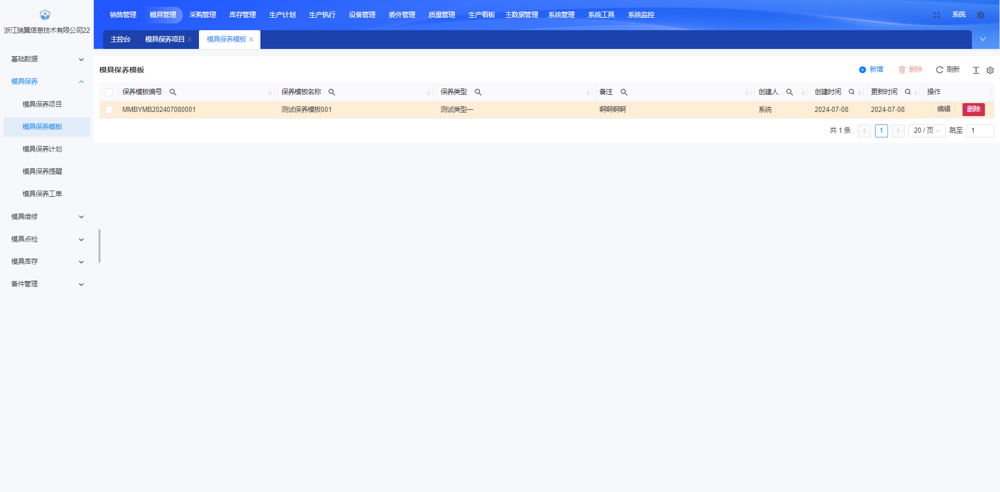 浙江瑞翼信息技术有限公司22
销售管理 模具管理 采购管理 库存管理 生产计划 生产执行 设备管理 委外管理 质量管理 生产看板 主数据管理 系统管理 系统工具 系统监控 系统
主控台 模具保养项目 模具保养模板
基础数据
模具保养
模具保养项目
模具保养模板
模具保养计划
模具保养提醒
模具保养工单
模具维修
模具点检
模具库存
备件管理
模具保养模板 新增 删除 刷新
保养模板编号 保养模板名称 保养类型 备注 创建人 创建时间 更新时间 操作
MMBYMB202407080001 测试保养模板001 测试类型一 啊啊啊啊 系统 2024-07-08 2024-07-08 编辑 删除
共 1 条 1 20 / 页 跳至 1